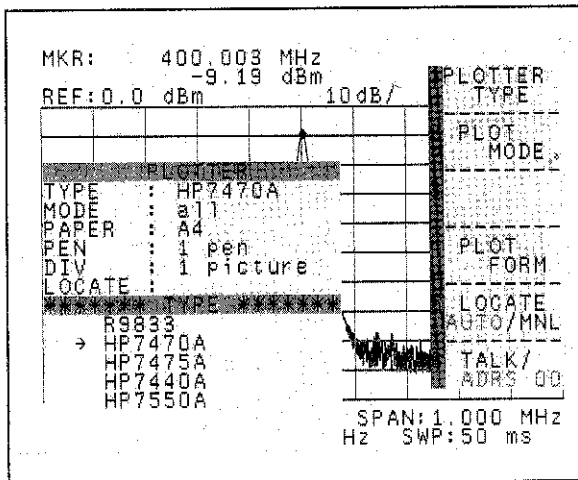 MKR: 400.003 MHz
-9.19 dBm
REF:0.0 dBm 10dB/
PLOTTER
TYPE : HP7470A
MODE : all
PAPER : A4
PEN : 1 pen
DIV : 1 picture
LOCATE :
******* TYPE *******
R9833
→ HP7470A
HP7475A
HP7440A
HP7550A
SPAN:1.000 MHz
Hz SWP:50 ms
PLOTTER
TYPE
PLOT
MODE
PLOT
FORM
LOCATE
AUTO/MNL
TALK/
ADRS 00